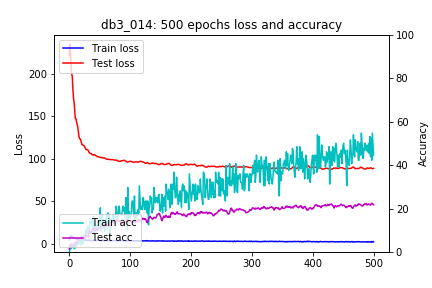 db3_014: 500 epochs loss and accuracy
Train loss
Test loss
Train acc
Test acc
Loss
Accuracy
200
150
100
50
0
100
80
60
40
20
0
0
100
200
300
400
500